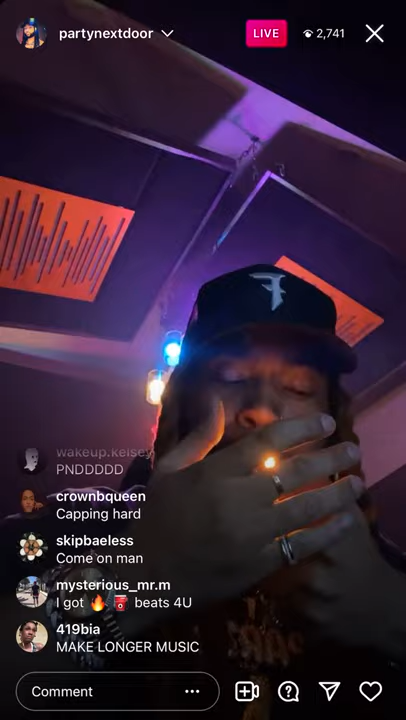 partynextdoor
LIVE
2,741
wakeup.kelsey
PNDDDDD
crownbqueen
Capping hard
skipbaeless
Come on man
mysterious_mr.m
I got 🔥 🥫 beats 4U
419bia
MAKE LONGER MUSIC
Comment